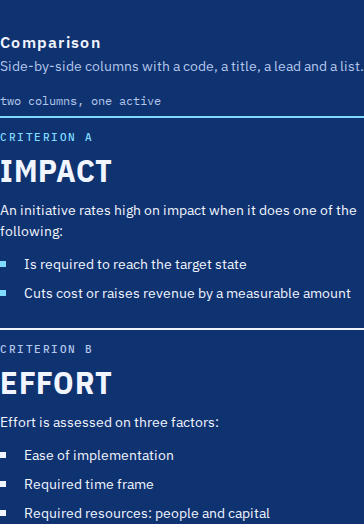 Comparison
Side-by-side columns with a code, a title, a lead and a list.
two columns, one active
CRITERION A
IMPACT
An initiative rates high on impact when it does one of the
following:
Is required to reach the target state
Cuts cost or raises revenue by a measurable amount
CRITERION B
EFFORT
Effort is assessed on three factors:
Ease of implementation
Required time frame
Required resources: people and capital